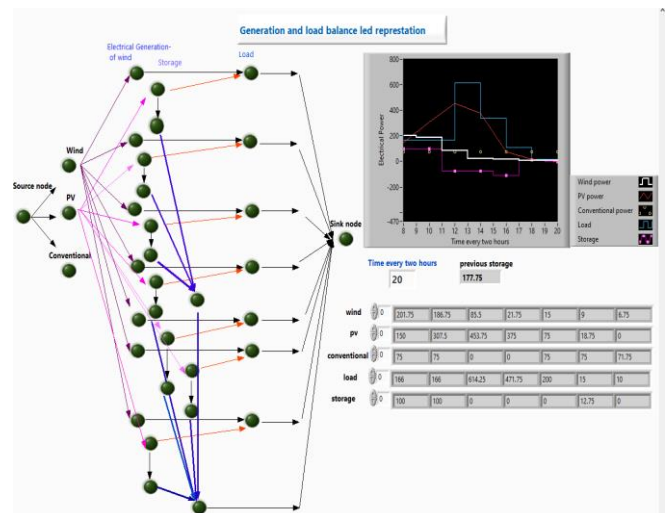 Generation and load balance led represtation
Electrical Generation-
of wind
Storage
Load
Wind
Source node
PV
Conventional
Sink node
Electrical Power
800
600
400
200
0
-200
-470
8 9 10 11 12 13 14 15 16 17 18 19 20
Time every two hours
Wind power
PV power
Conventional power
Load
Storage
Time every two hours
20
previous storage
177.75
wind 0 201.75 186.75 85.5 21.75 15 9 6.75
pv 0 150 307.5 453.75 375 75 18.75 0
conventional 0 75 75 0 0 75 75 71.75
load 0 166 166 614.25 471.75 200 15 10
storage 0 100 100 0 0 0 12.75 0